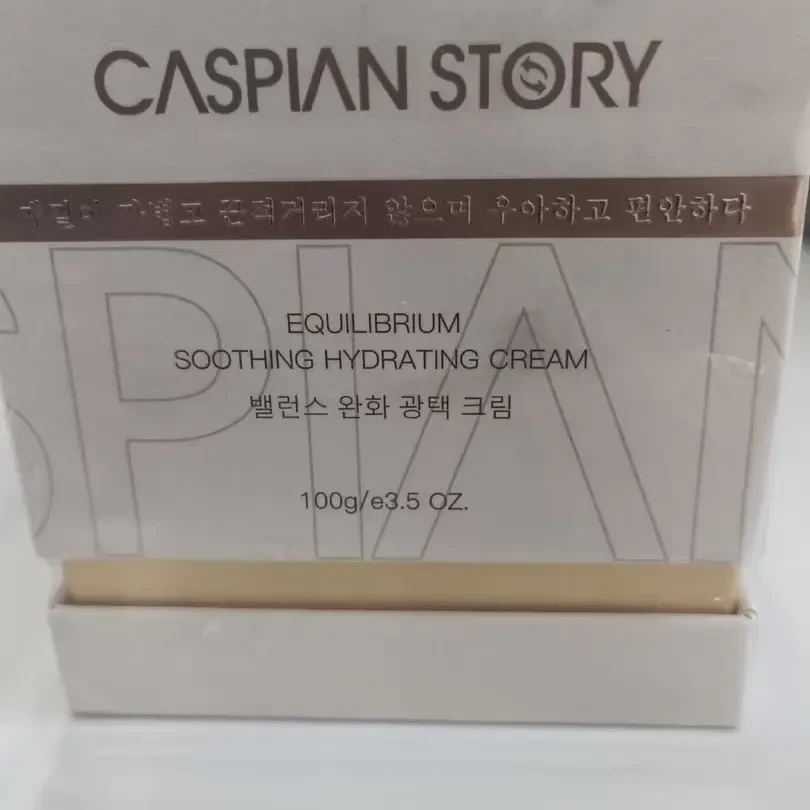 CASPIAN STORY
가볍고 끈적거리지 않으며 우아하고 편안하다
SPIAN
EQUILIBRIUM
SOOTHING HYDRATING CREAM
밸런스 완화 광택 크림
100g/e3.5 OZ.